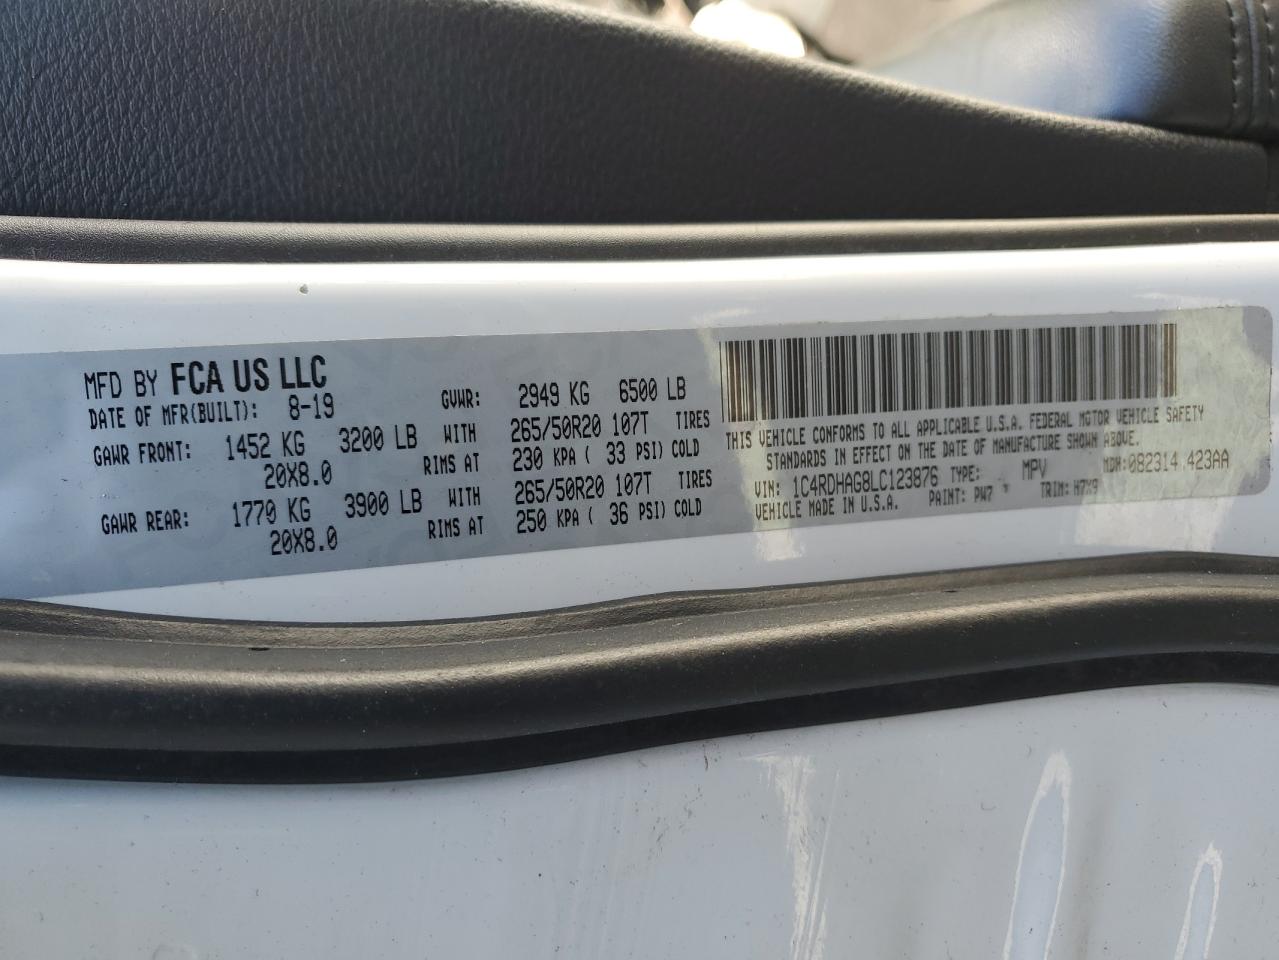 MFD BY FCA US LLC
DATE OF MFR(BUILT): 8-19 GVWR: 2949 KG 6500 LB
GAWR FRONT: 1452 KG 3200 LB WITH 265/50R20 107T TIRES
20X8.0 RIMS AT 230 KPA ( 33 PSI) COLD
GAWR REAR: 1770 KG 3900 LB WITH 265/50R20 107T TIRES
20X8.0 RIMS AT 250 KPA ( 36 PSI) COLD
THIS VEHICLE CONFORMS TO ALL APPLICABLE U.S.A. FEDERAL MOTOR VEHICLE SAFETY
STANDARDS IN EFFECT ON THE DATE OF MANUFACTURE SHOWN ABOVE.
VIN: 1C4RDHAG8LC123876 TYPE: MPV MDH:082314 423AA
VEHICLE MADE IN U.S.A. PAINT: PW7 * TRIM: H7X9